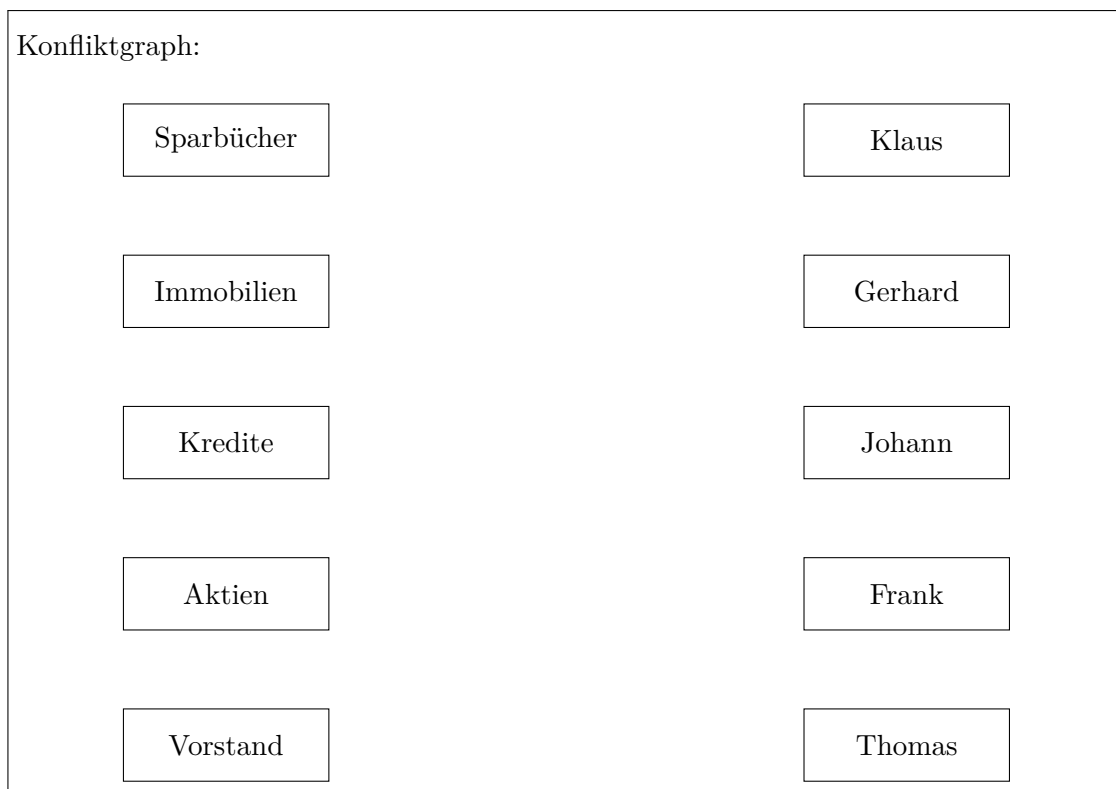 Konfliktgraph:
Sparbücher Klaus
Immobilien Gerhard
Kredite Johann
Aktien Frank
Vorstand Thomas